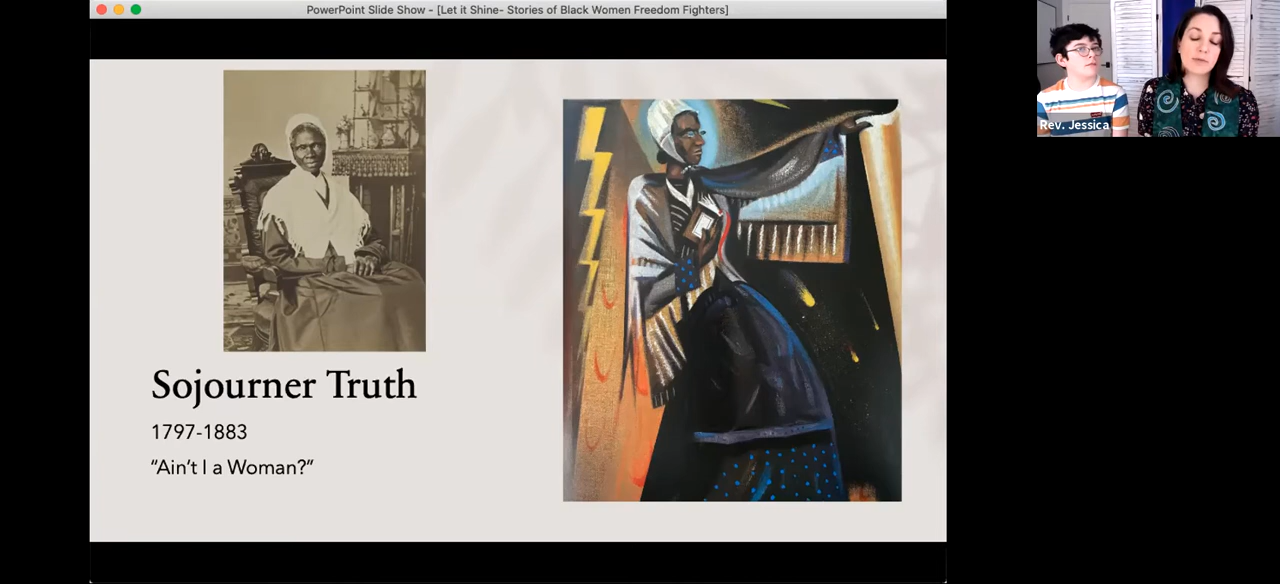 PowerPoint Slide Show - [Let it Shine- Stories of Black Women Freedom Fighters]
Rev. Jessica
Sojourner Truth
1797-1883
“Ain’t I a Woman?”